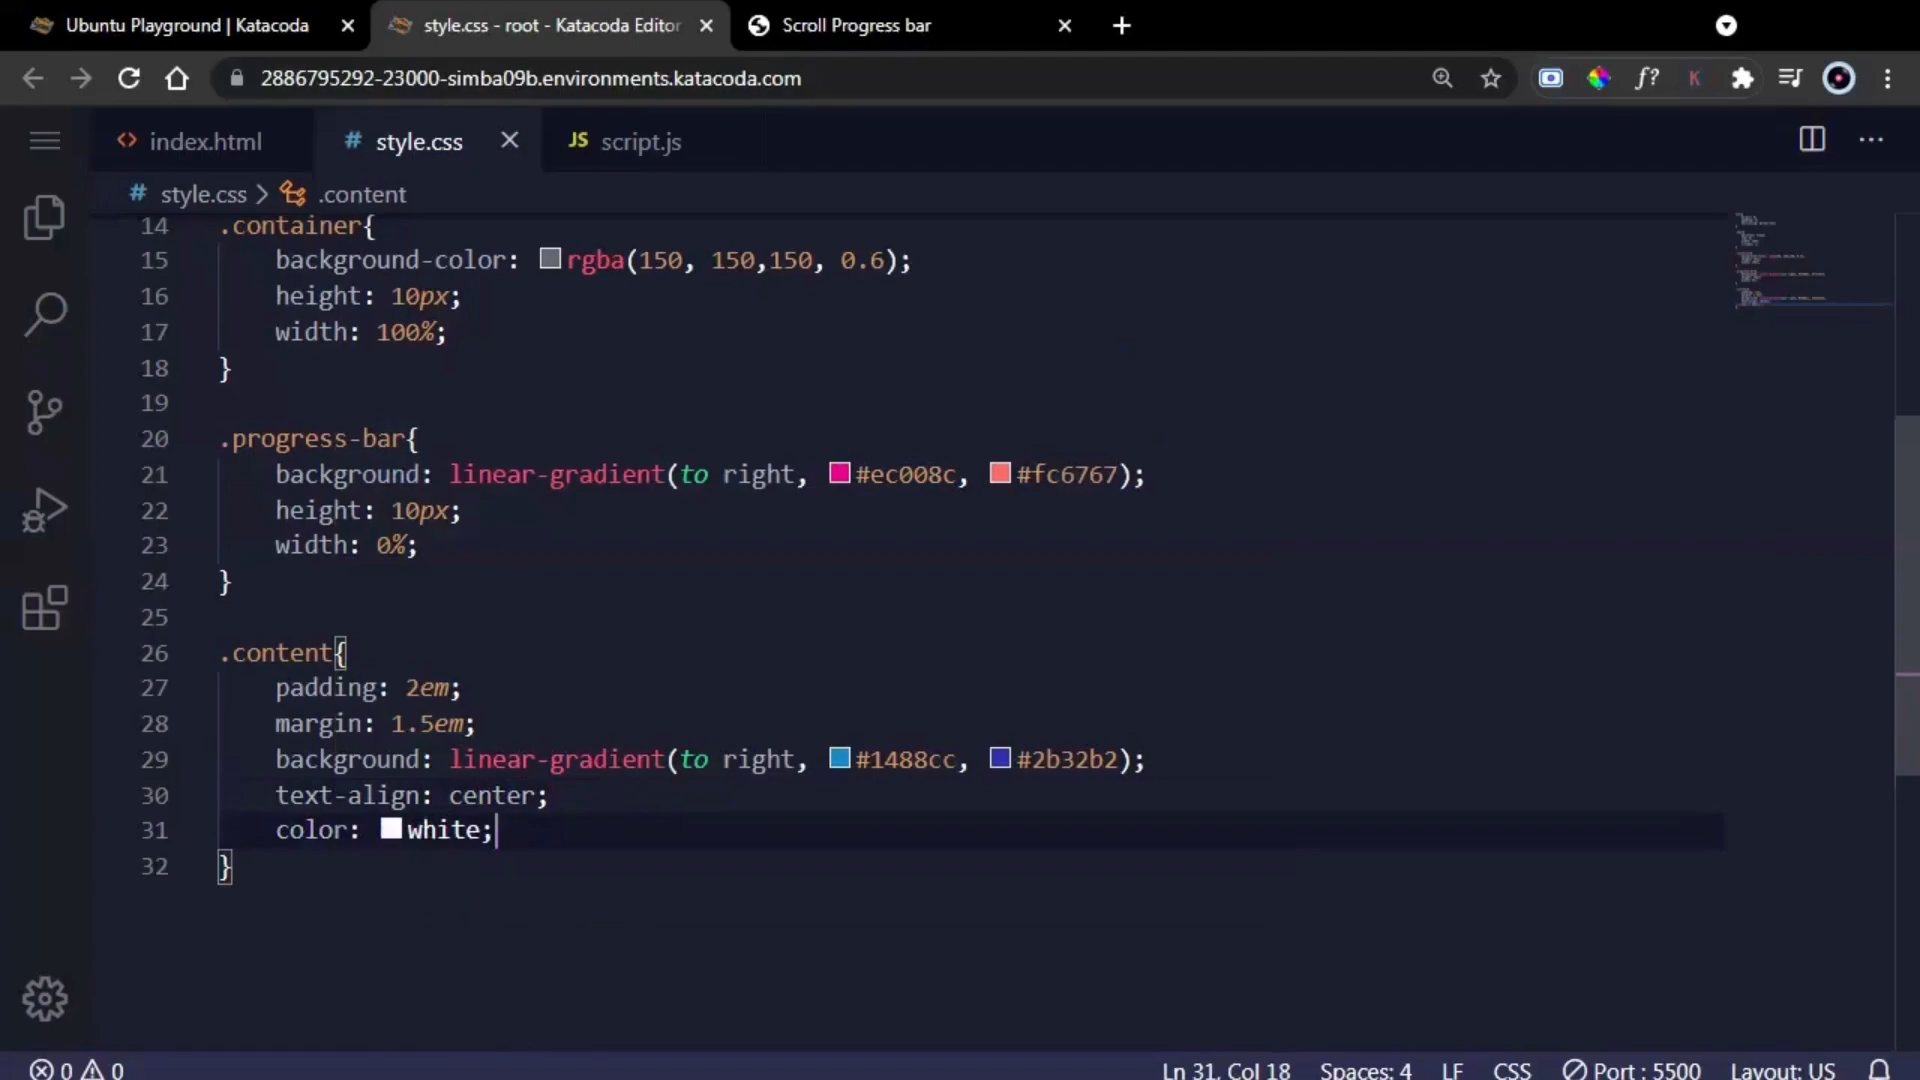 Ubuntu Playground | Katacoda
style.css - root - Katacoda Editor
Scroll Progress bar
2886795292-23000-simba09b.environments.katacoda.com
f?
K
<> index.html
# style.css
JS script.js
# style.css > .content
14 .container{
15 background-color: rgba(150, 150,150, 0.6);
16 height: 10px;
17 width: 100%;
18 }
19
20 .progress-bar{
21 background: linear-gradient(to right, #ec008c, #fc6767);
22 height: 10px;
23 width: 0%;
24 }
25
26 .content{
27 padding: 2em;
28 margin: 1.5em;
29 background: linear-gradient(to right, #1488cc, #2b32b2);
30 text-align: center;
31 color: white;
32 }
0 0 Ln 31, Col 18 Spaces: 4 LF CSS Port : 5500 Layout: US